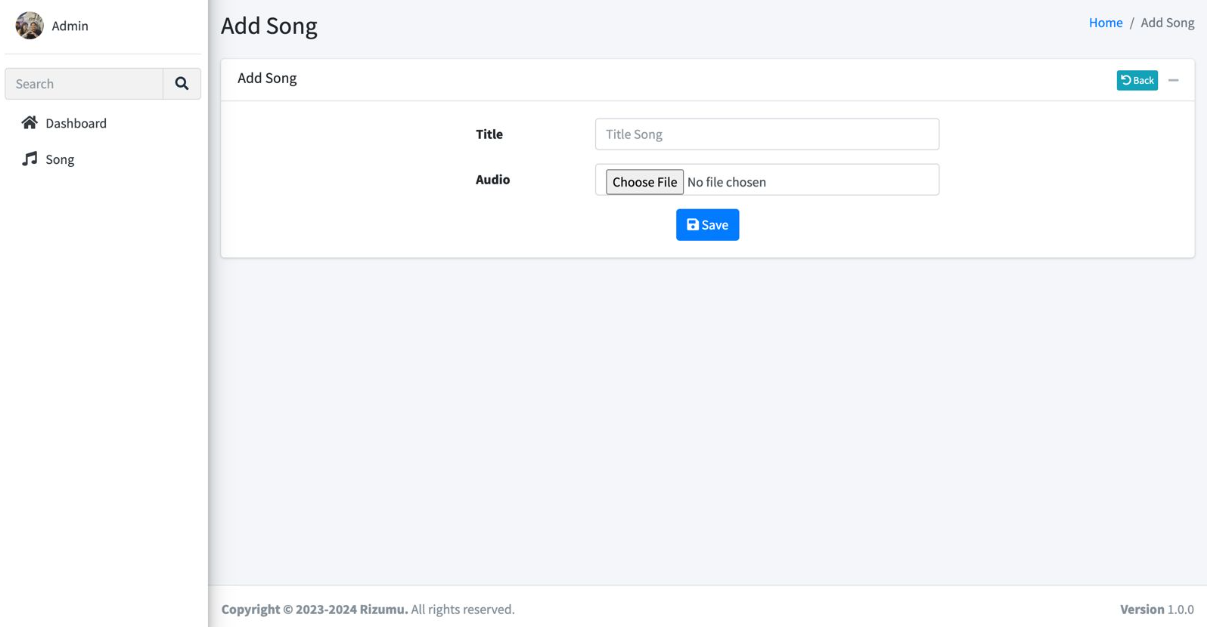 Admin
Search
Dashboard
Song
Add Song
Home / Add Song
Add Song
Back
Title
Title Song
Audio
Choose File No file chosen
Save
Copyright © 2023-2024 Rizumu. All rights reserved.
Version 1.0.0